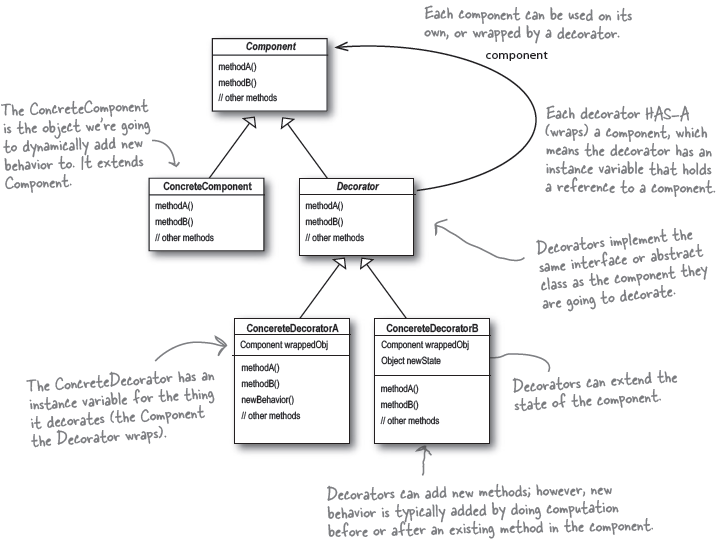 Each component can be used on its
own, or wrapped by a decorator.
component
Component
methodA()
methodB()
// other methods
The ConcreteComponent
is the object we're going
to dynamically add new
behavior to. It extends
Component.
Each decorator HAS-A
(wraps) a component, which
means the decorator has an
instance variable that holds
a reference to a component.
ConcreteComponent
methodA()
methodB()
// other methods
Decorator
methodA()
methodB()
// other methods
Decorators implement the
same interface or abstract
class as the component they
are going to decorate.
ConcereteDecoratorA
Component wrappedObj
methodA()
methodB()
newBehavior()
// other methods
ConcereteDecoratorB
Component wrappedObj
Object newState
methodA()
methodB()
// other methods
The ConcreteDecorator has an
instance variable for the thing
it decorates (the Component
the Decorator wraps).
Decorators can extend the
state of the component.
Decorators can add new methods; however, new
behavior is typically added by doing computation
before or after an existing method in the component.